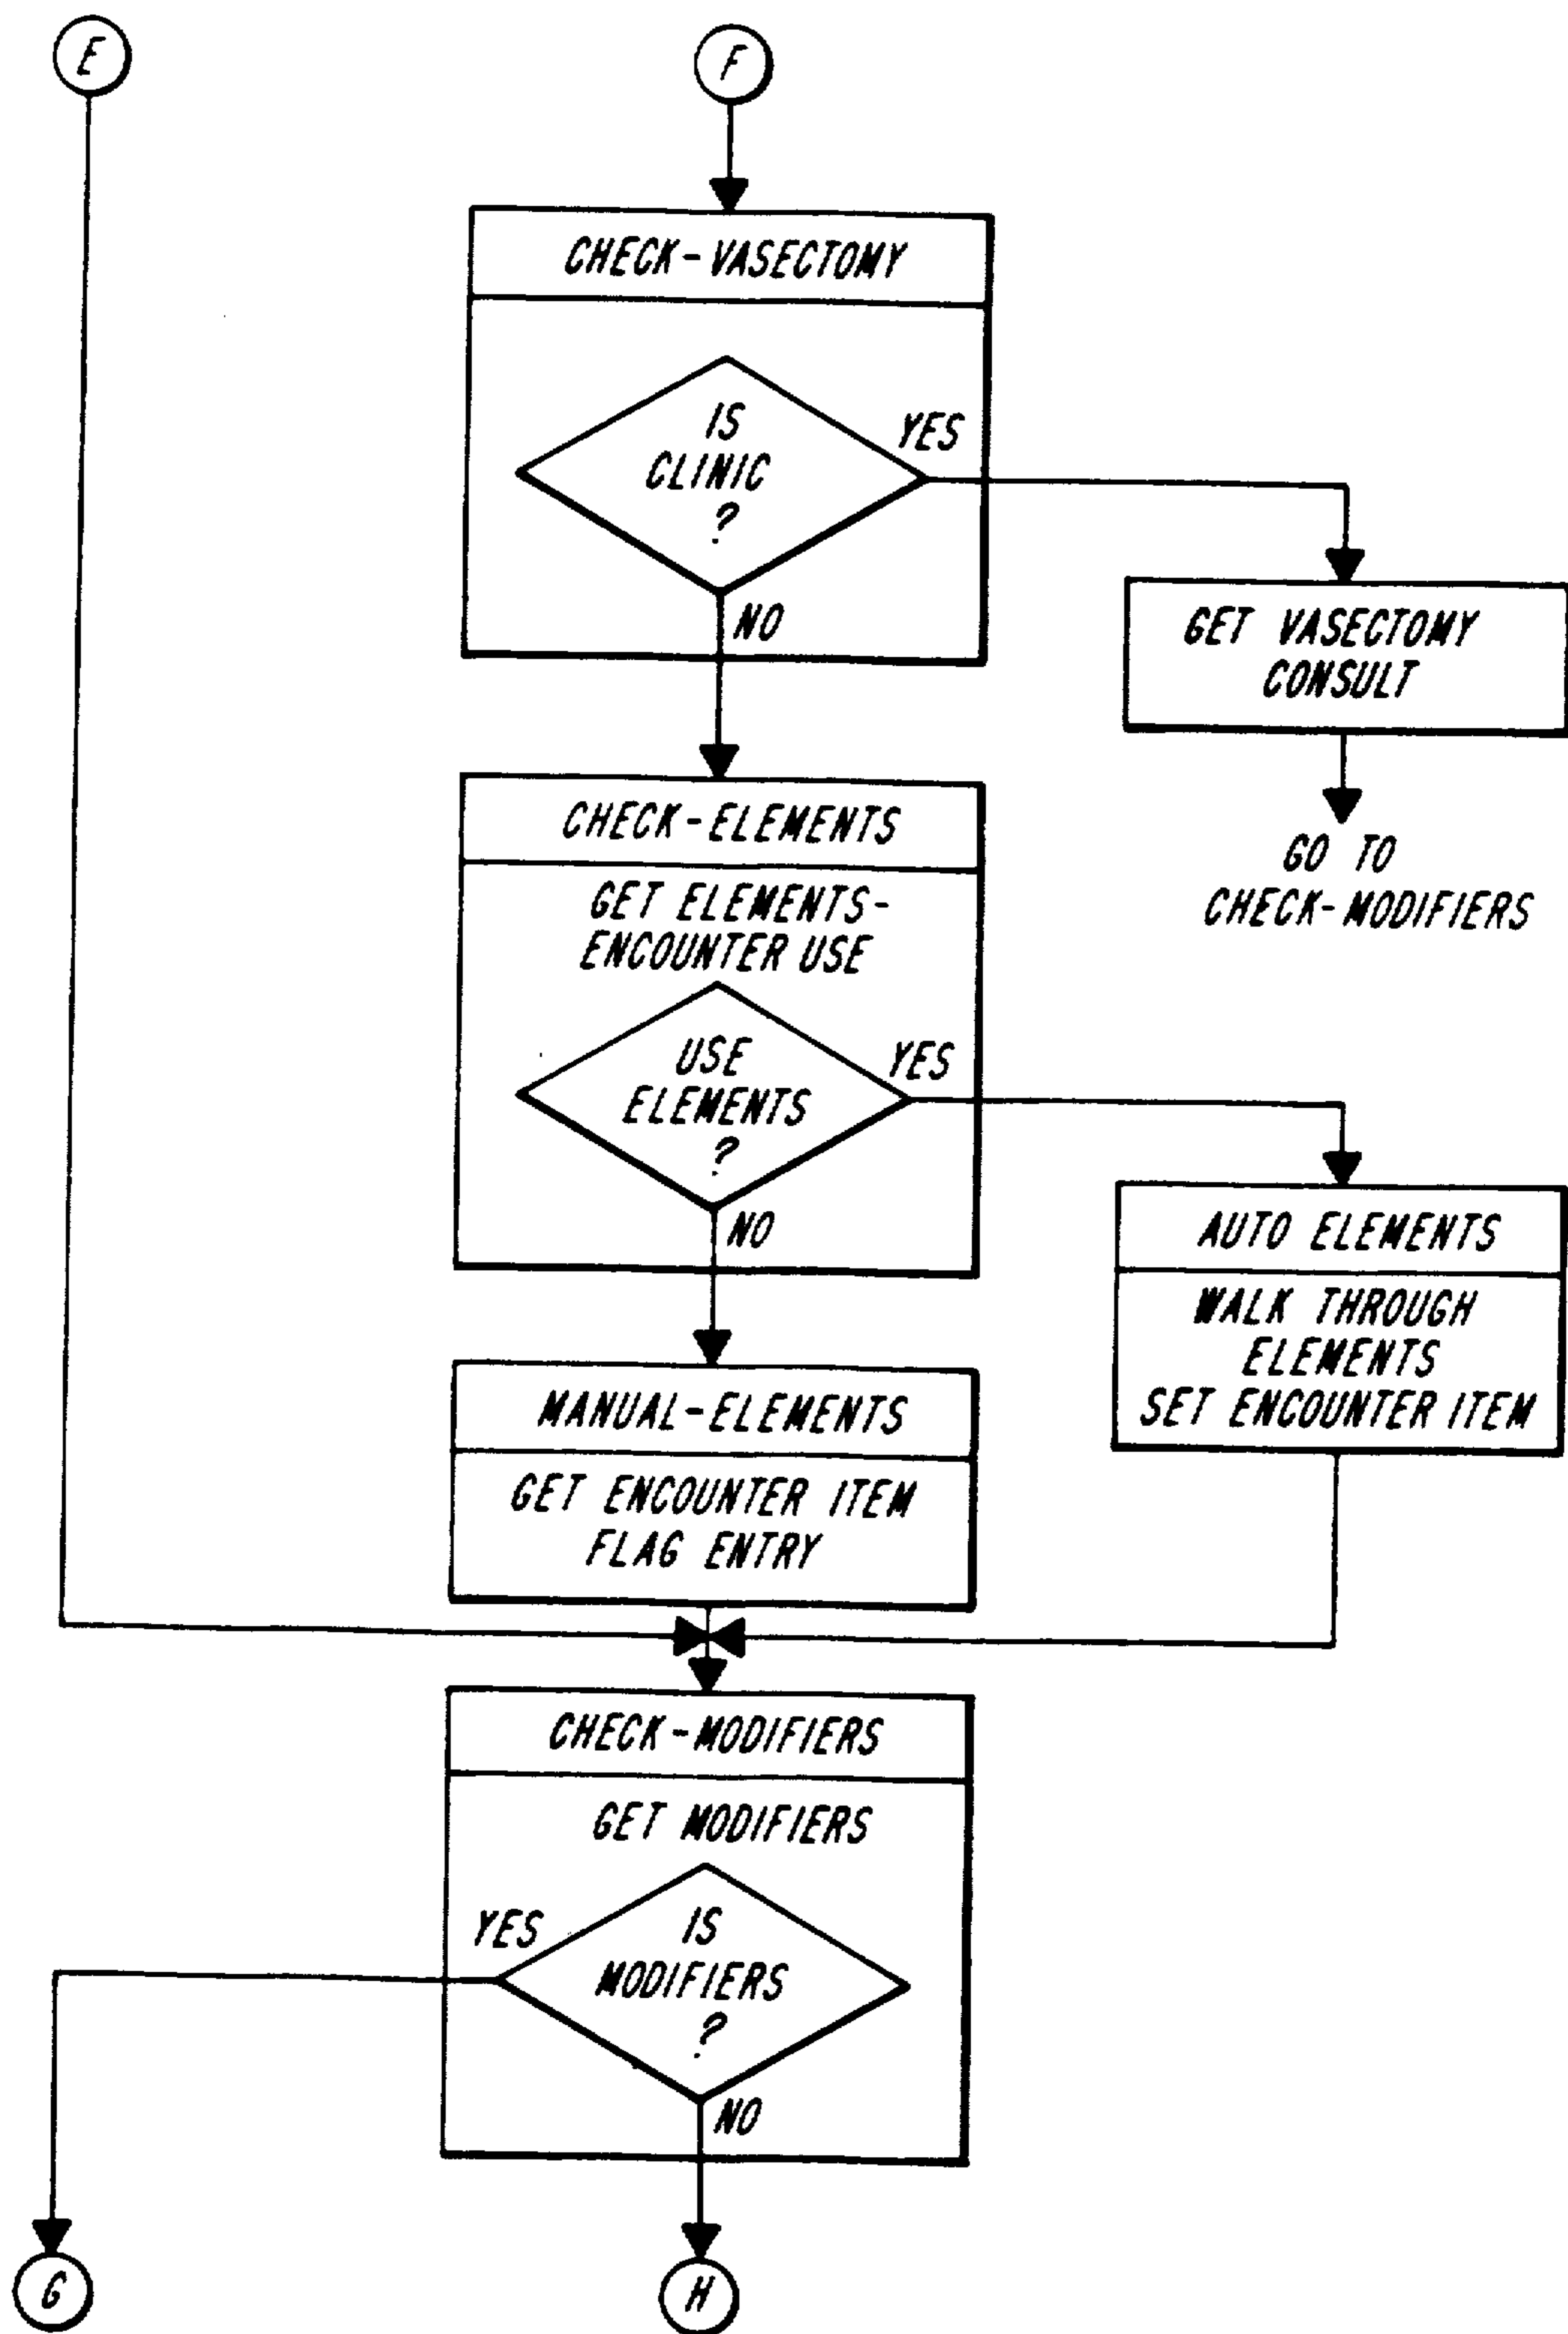 E
F
CHECK-VASECTOMY
IS
CLINIC
?
YES
NO
GET VASECTOMY
CONSULT
GO TO
CHECK-MODIFIERS
CHECK-ELEMENTS
GET ELEMENTS-
ENCOUNTER USE
USE
ELEMENTS
?
YES
NO
AUTO ELEMENTS
WALK THROUGH
ELEMENTS
SET ENCOUNTER ITEM
MANUAL-ELEMENTS
GET ENCOUNTER ITEM
FLAG ENTRY
CHECK-MODIFIERS
GET MODIFIERS
YES
IS
MODIFIERS
?
NO
G
H